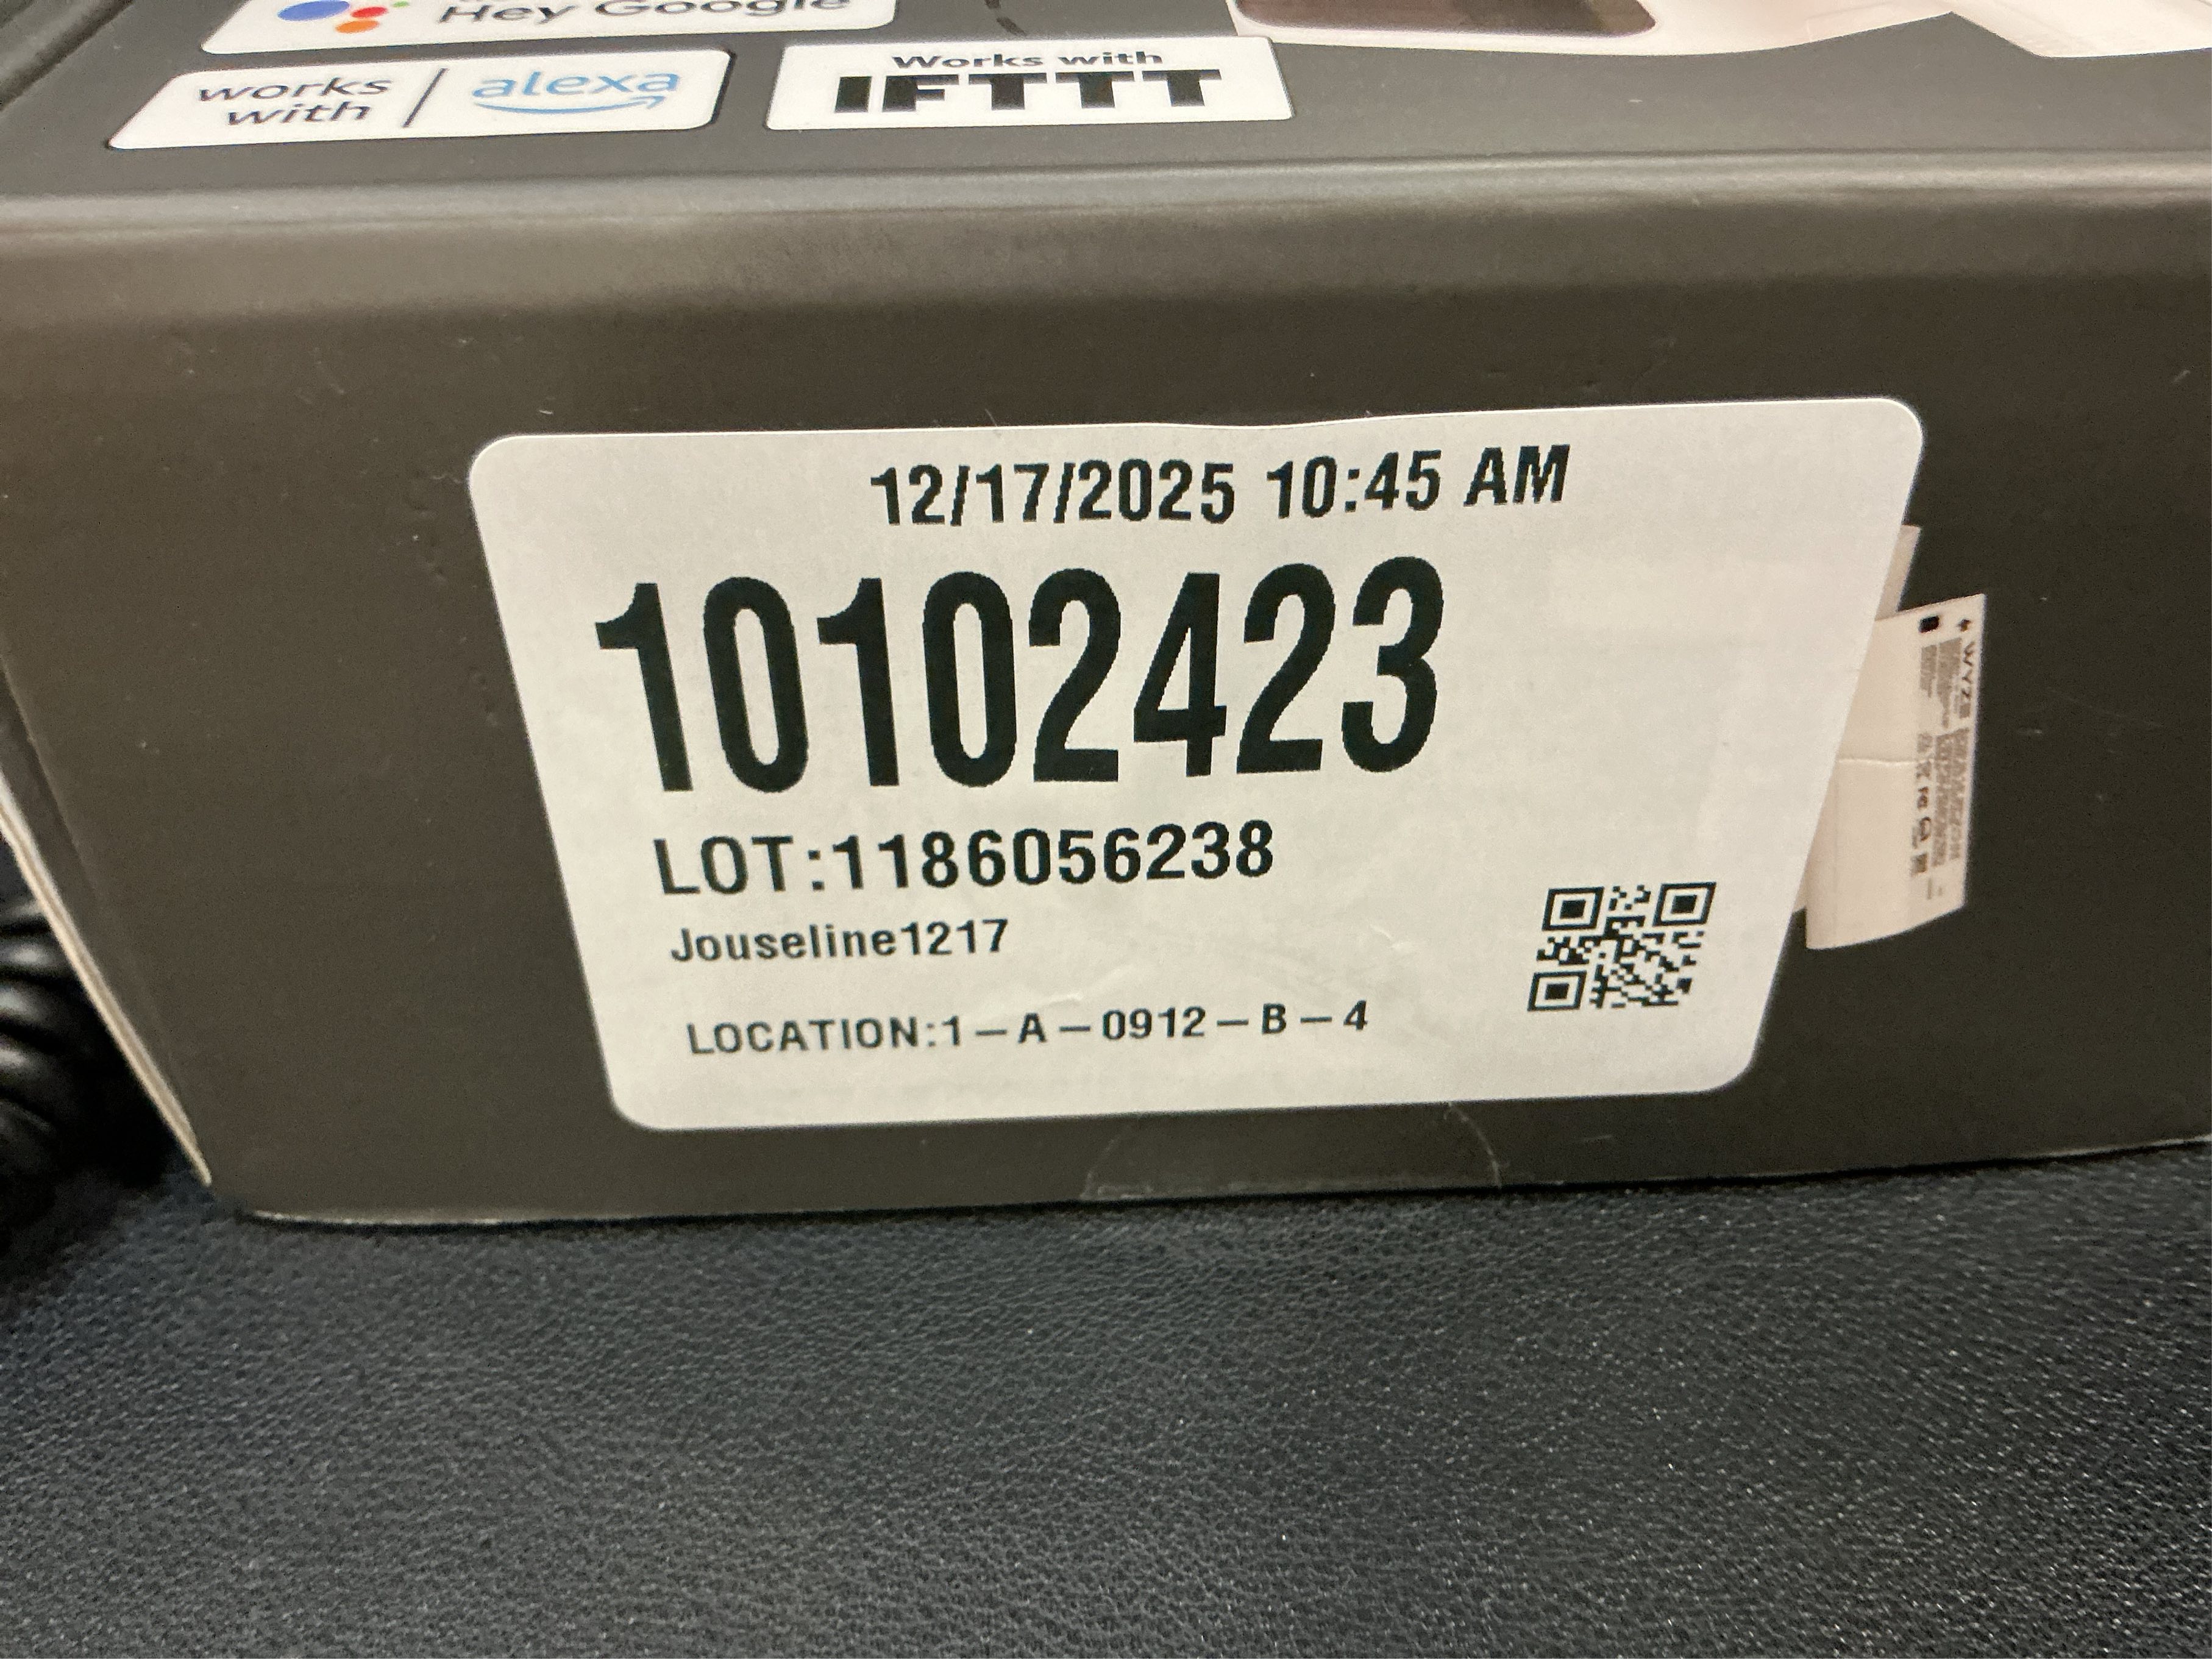 Hey Google
works
with
alexa
Works with
IFTTT
12/17/2025 10:45 AM
10102423
LOT:1186056238
Jouseline1217
LOCATION:1-A-0912-B-4
WYZE